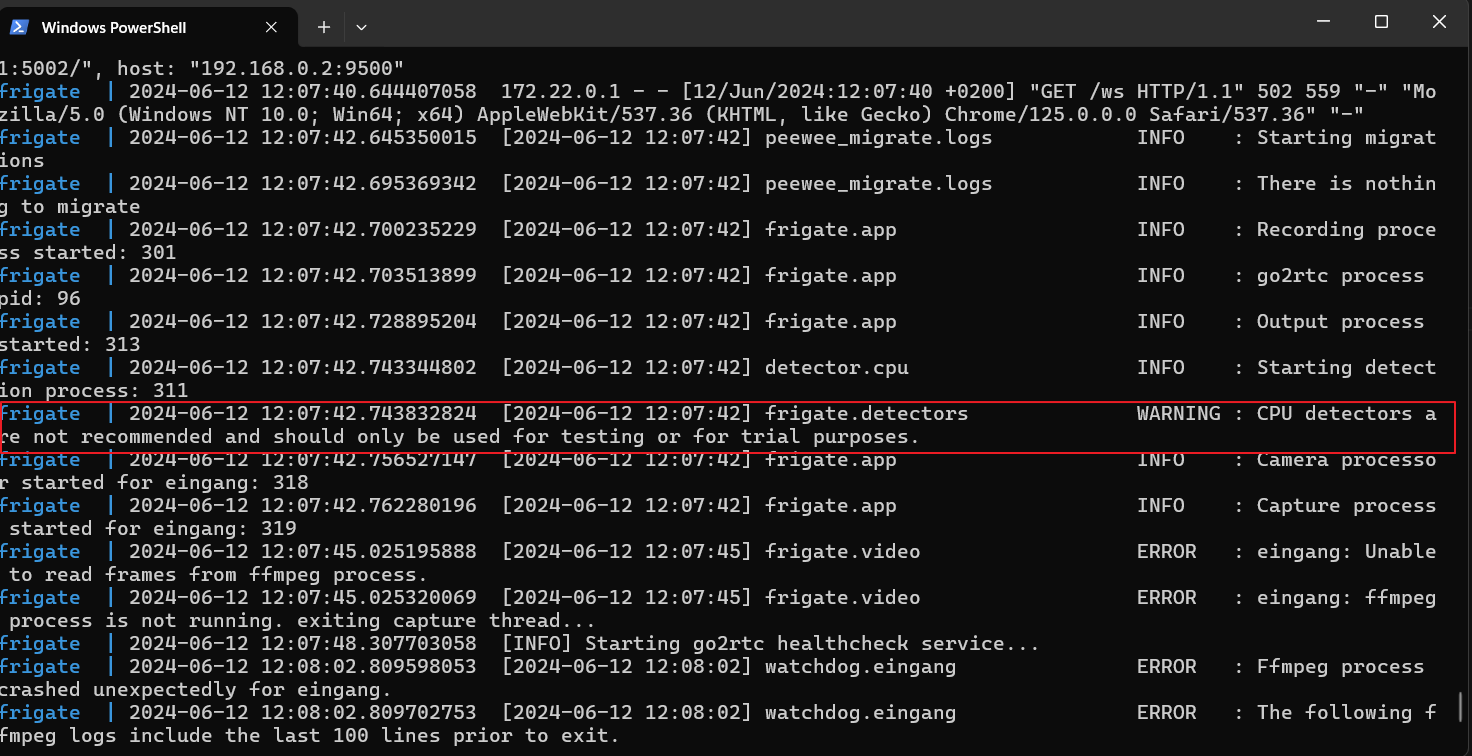 Windows PowerShell
1:5002/", host: "192.168.0.2:9500"
frigate  | 2024-06-12 12:07:40.644407058  172.22.0.1 - - [12/Jun/2024:12:07:40 +0200] "GET /ws HTTP/1.1" 502 559 "-" "Mo
zilla/5.0 (Windows NT 10.0; Win64; x64) AppleWebKit/537.36 (KHTML, like Gecko) Chrome/125.0.0.0 Safari/537.36" "-"
frigate  | 2024-06-12 12:07:42.645350015  [2024-06-12 12:07:42] peewee_migrate.logs            INFO    : Starting migrat
ions
frigate  | 2024-06-12 12:07:42.695369342  [2024-06-12 12:07:42] peewee_migrate.logs            INFO    : There is nothin
g to migrate
frigate  | 2024-06-12 12:07:42.700235229  [2024-06-12 12:07:42] frigate.app                    INFO    : Recording proce
ss started: 301
frigate  | 2024-06-12 12:07:42.703513899  [2024-06-12 12:07:42] frigate.app                    INFO    : go2rtc process
pid: 96
frigate  | 2024-06-12 12:07:42.728895204  [2024-06-12 12:07:42] frigate.app                    INFO    : Output process
started: 313
frigate  | 2024-06-12 12:07:42.743344802  [2024-06-12 12:07:42] detector.cpu                   INFO    : Starting detect
ion process: 311
frigate  | 2024-06-12 12:07:42.743832824  [2024-06-12 12:07:42] frigate.detectors              WARNING : CPU detectors a
re not recommended and should only be used for testing or for trial purposes.
frigate  | 2024-06-12 12:07:42.756527147  [2024-06-12 12:07:42] frigate.app                    INFO    : Camera processo
r started for eingang: 318
frigate  | 2024-06-12 12:07:42.762280196  [2024-06-12 12:07:42] frigate.app                    INFO    : Capture process
started for eingang: 319
frigate  | 2024-06-12 12:07:45.025195888  [2024-06-12 12:07:45] frigate.video                  ERROR   : eingang: Unable
to read frames from ffmpeg process.
frigate  | 2024-06-12 12:07:45.025320069  [2024-06-12 12:07:45] frigate.video                  ERROR   : eingang: ffmpeg
process is not running. exiting capture thread...
frigate  | 2024-06-12 12:07:48.307703058  [INFO] Starting go2rtc healthcheck service...
frigate  | 2024-06-12 12:08:02.809598053  [2024-06-12 12:08:02] watchdog.eingang               ERROR   : Ffmpeg process
crashed unexpectedly for eingang.
frigate  | 2024-06-12 12:08:02.809702753  [2024-06-12 12:08:02] watchdog.eingang               ERROR   : The following f
fmpeg logs include the last 100 lines prior to exit.